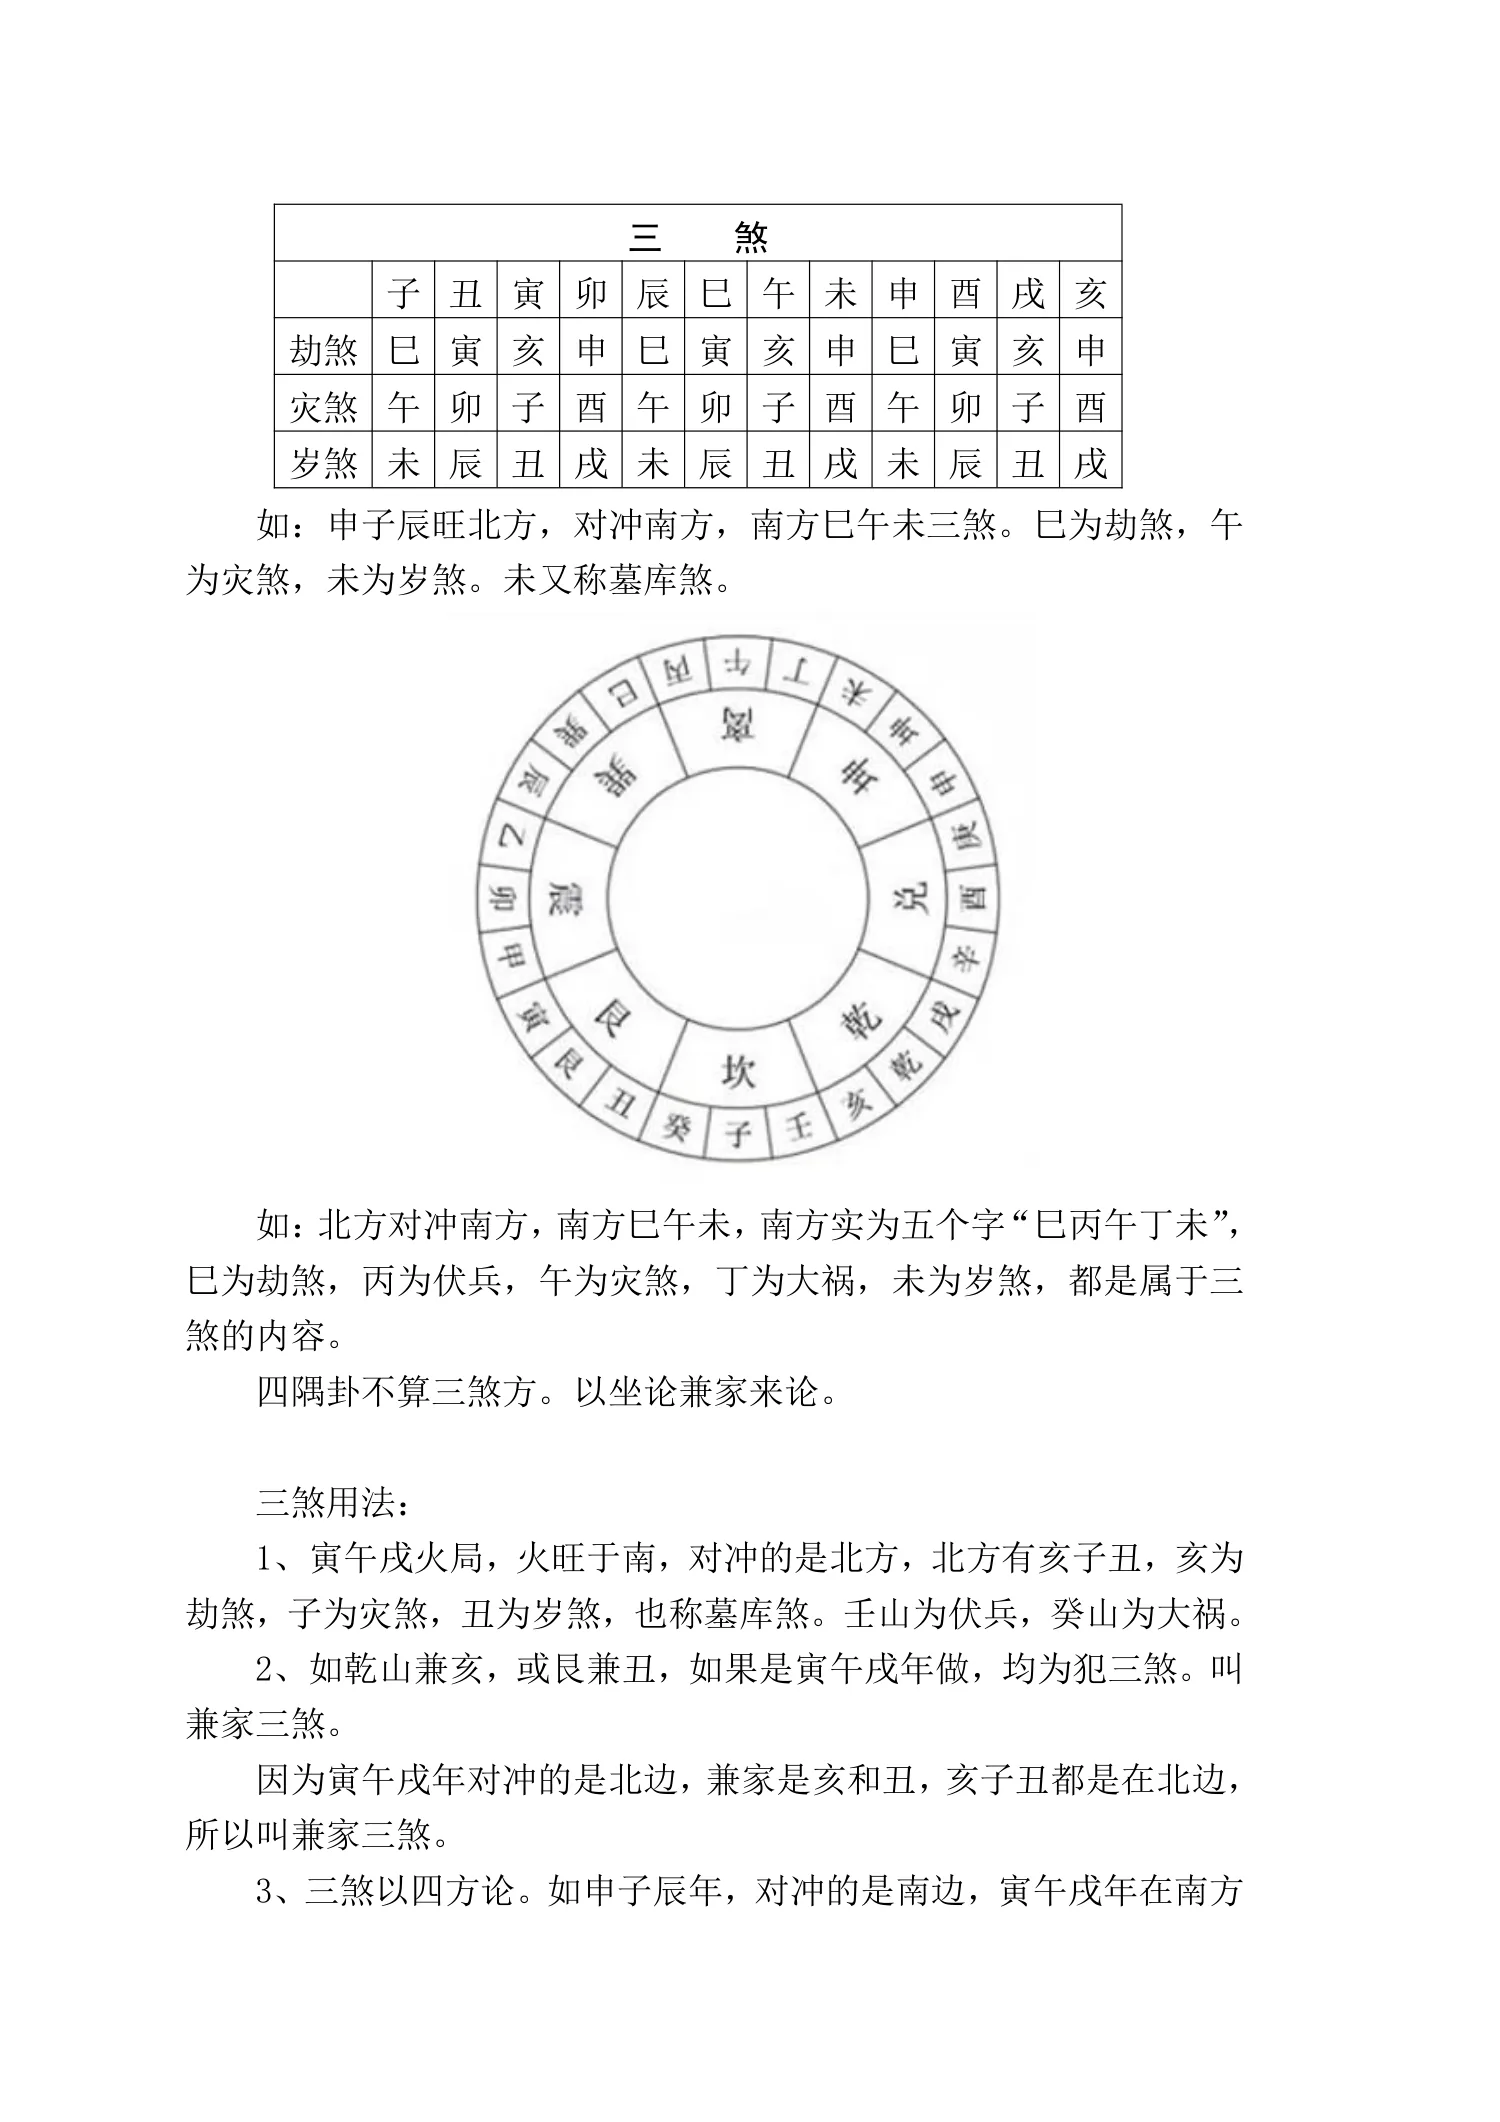 三 煞
子 丑 寅 卯 辰 巳 午 未 申 酉 戌 亥
劫煞 巳 寅 亥 申 巳 寅 亥 申 巳 寅 亥 申
灾煞 午 卯 子 酉 午 卯 子 酉 午 卯 子 酉
岁煞 未 辰 丑 戌 未 辰 丑 戌 未 辰 丑 戌
如：申子辰旺北方，对冲南方，南方巳午未三煞。巳为劫煞，午
为灾煞，未为岁煞。未又称墓库煞。
午 丁 未 坤 申 庚 酉 辛 戌 乾 亥 壬 子 癸 丑 艮 寅 甲 卯 乙 辰 巽 巳 丙
离 坤 兑 乾 坎 艮 震 巽
如：北方对冲南方，南方巳午未，南方实为五个字“巳丙午丁未”，
巳为劫煞，丙为伏兵，午为灾煞，丁为大祸，未为岁煞，都是属于三
煞的内容。
四隅卦不算三煞方。以坐论兼家来论。
三煞用法：
1、寅午戌火局，火旺于南，对冲的是北方，北方有亥子丑，亥为
劫煞，子为灾煞，丑为岁煞，也称墓库煞。壬山为伏兵，癸山为大祸。
2、如乾山兼亥，或艮兼丑，如果是寅午戌年做，均为犯三煞。叫
兼家三煞。
因为寅午戌年对冲的是北边，兼家是亥和丑，亥子丑都是在北边，
所以叫兼家三煞。
3、三煞以四方论。如申子辰年，对冲的是南边，寅午戌年在南方